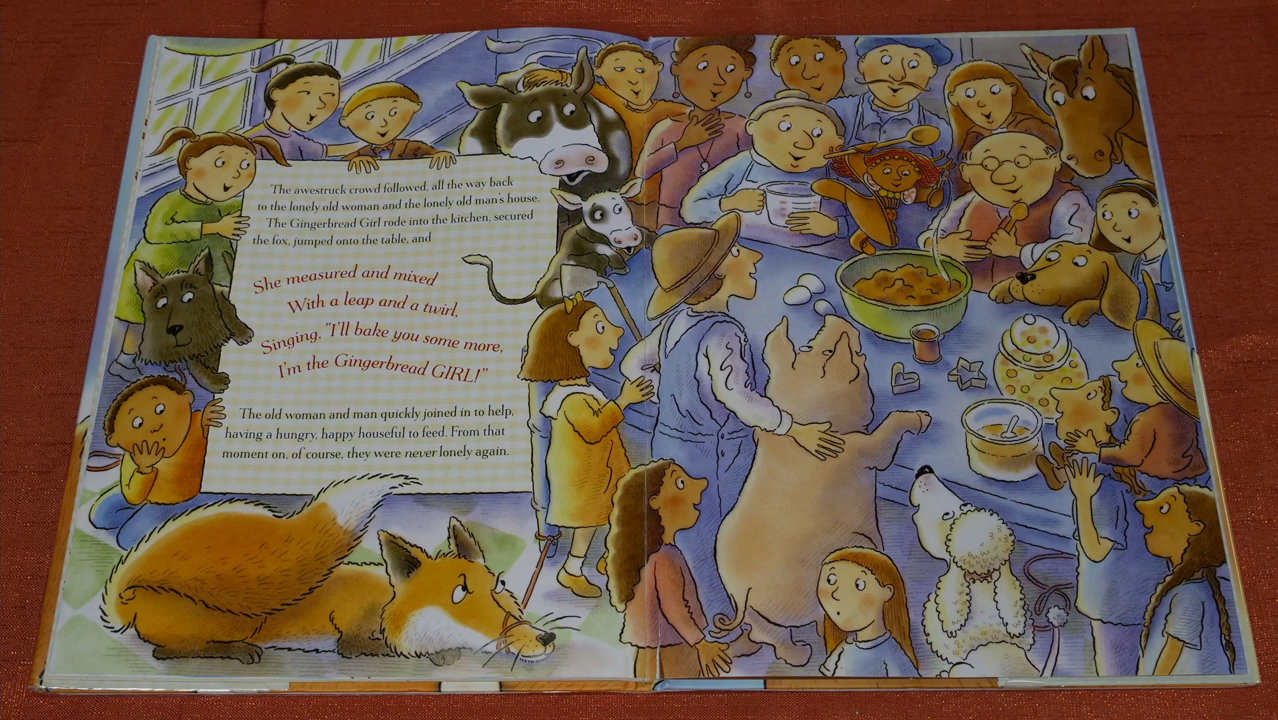 The awestruck crowd followed, all the way back
to the lonely old woman and the lonely old man's house.
The Gingerbread Girl rode into the kitchen, secured
the fox, jumped onto the table, and
She measured and mixed
With a leap and a twirl,
Singing, "I'll bake you some more,
I'm the Gingerbread GIRL!"
The old woman and man quickly joined in to help,
having a hungry, happy houseful to feed. From that
moment on, of course, they were never lonely again.